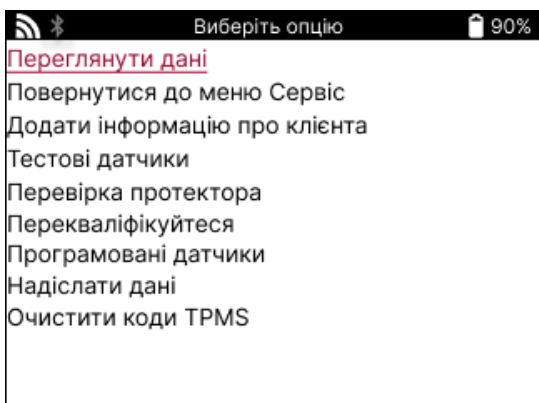 Виберіть опцію 90%
Переглянути дані
Повернутися до меню Сервіс
Додати інформацію про клієнта
Тестові датчики
Перевірка протектора
Перекваліфікуйтеся
Програмовані датчики
Надіслати дані
Очистити коди TPMS